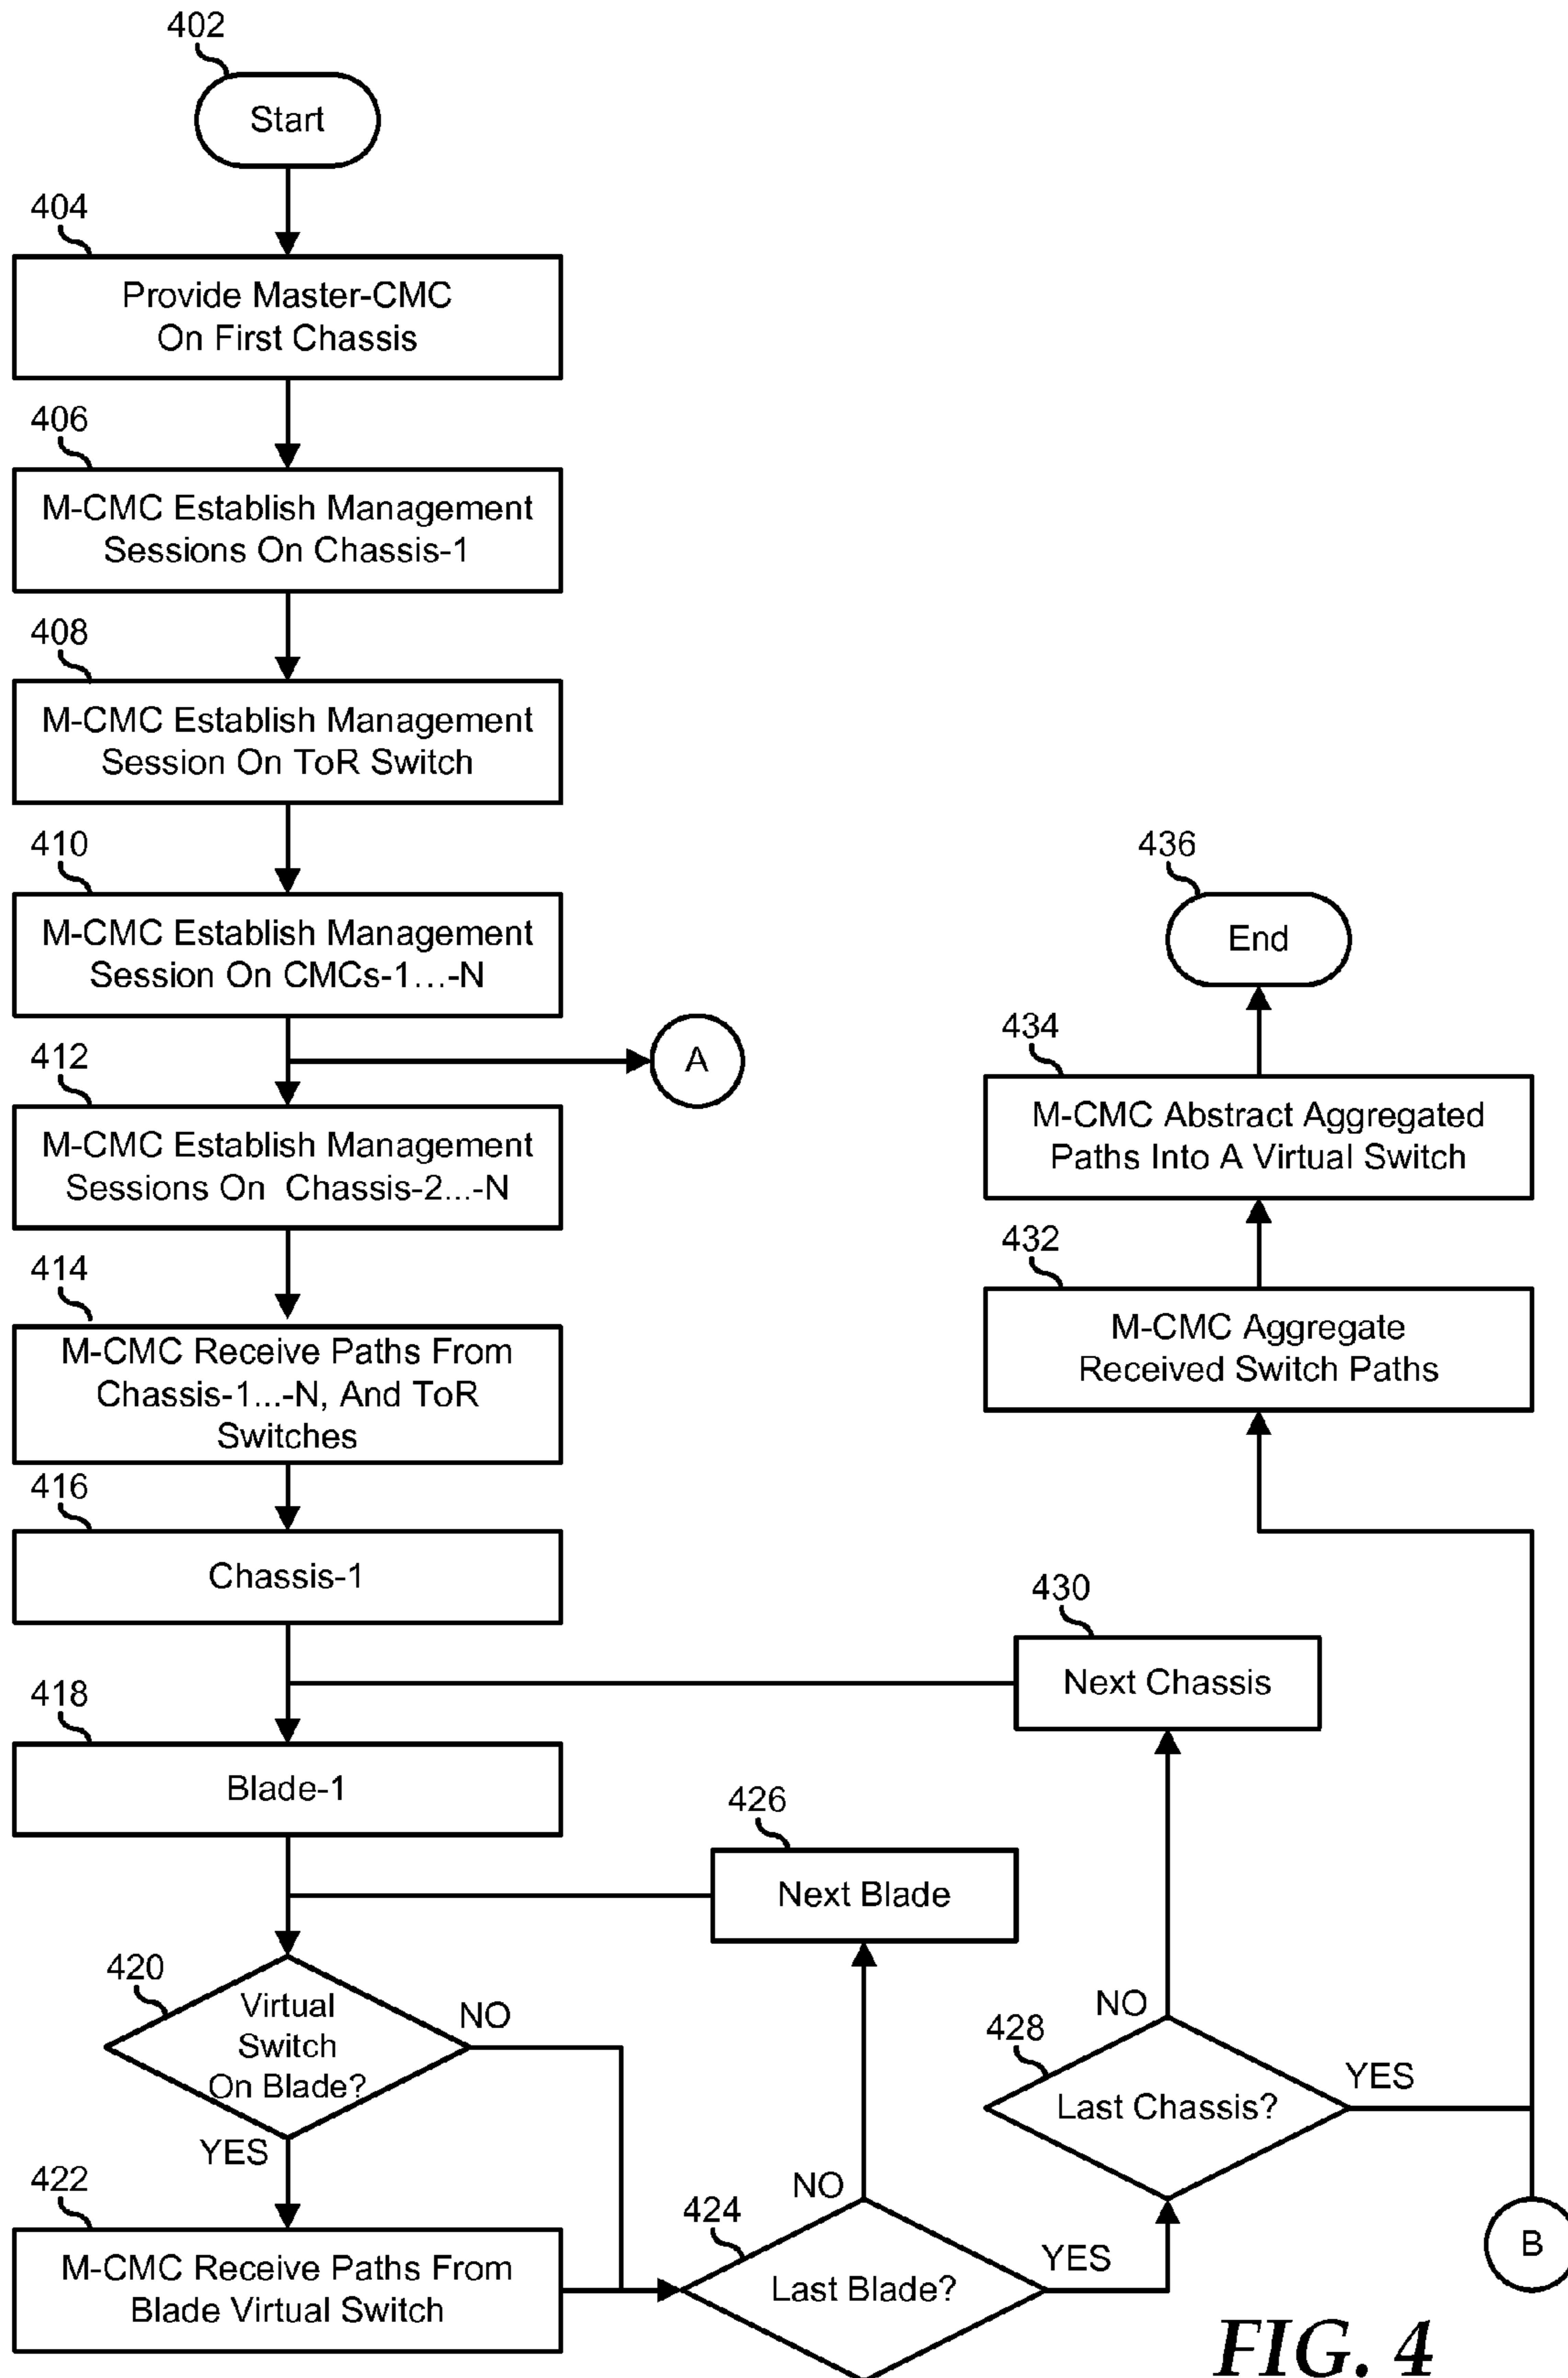 402
Start
404
Provide Master-CMC
On First Chassis
406
M-CMC Establish Management
Sessions On Chassis-1
408
M-CMC Establish Management
Session On ToR Switch
410
M-CMC Establish Management
Session On CMCs-1...-N
A
412
M-CMC Establish Management
Sessions On Chassis-2...-N
414
M-CMC Receive Paths From
Chassis-1...-N, And ToR
Switches
416
Chassis-1
418
Blade-1
420
Virtual
Switch
On Blade?
NO
YES
422
M-CMC Receive Paths From
Blade Virtual Switch
424
Last Blade?
NO
YES
426
Next Blade
428
Last Chassis?
NO
YES
430
Next Chassis
B
432
M-CMC Aggregate
Received Switch Paths
434
M-CMC Abstract Aggregated
Paths Into A Virtual Switch
436
End
FIG. 4